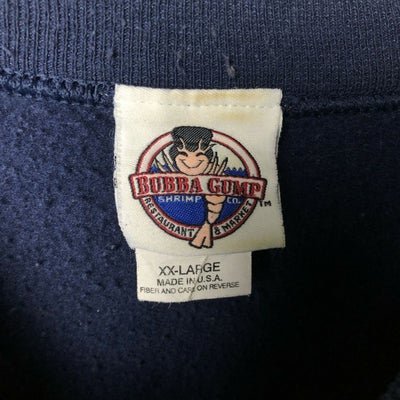 BUBBA GUMP
SHRIMP CO.
RESTAURANT & MARKET
TM
XX-LARGE
MADE IN U.S.A.
FIBER AND CARE ON REVERSE